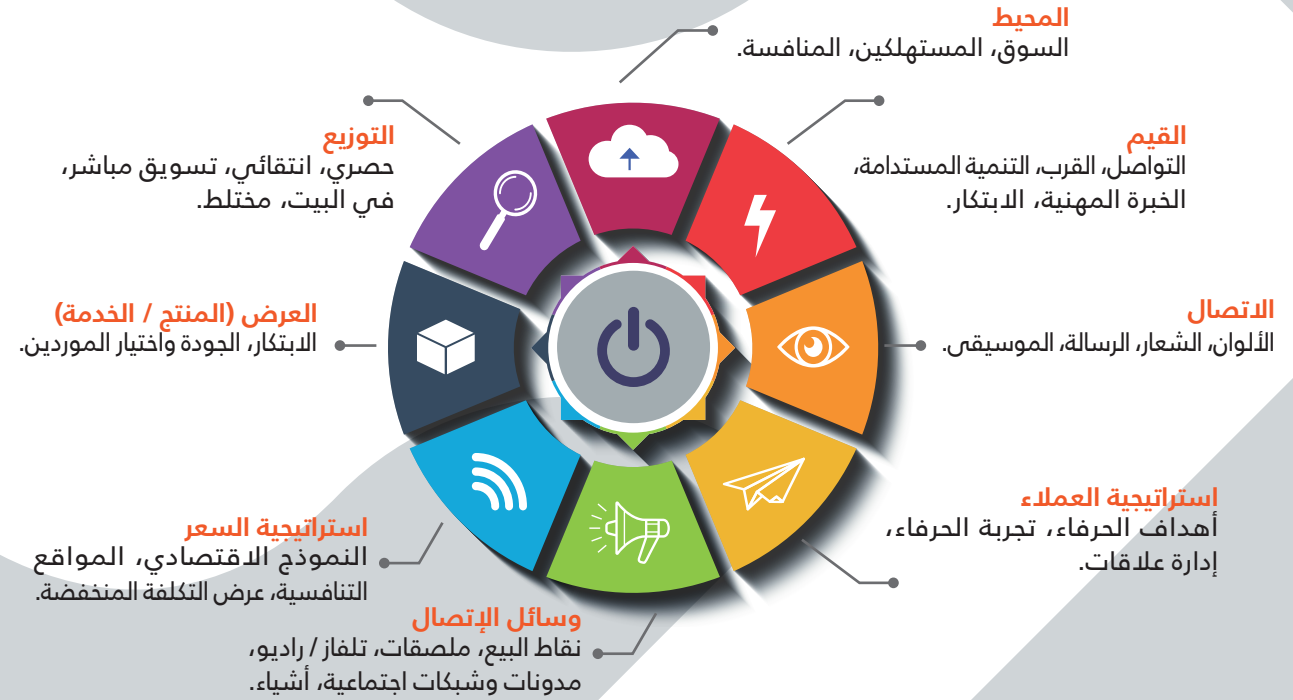 المحيط
السوق، المستهلكين، المنافسة.
القيم
التواصل، القرب، التنمية المستدامة،
الخبرة المهنية، الابتكار.
الاتصال
الألوان، الشعار، الرسالة، الموسيقى.
استراتيجية العملاء
أهداف الحرفاء، تجربة الحرفاء،
إدارة علاقات.
وسائل الإتصال
نقاط البيع، ملصقات، تلفاز / راديو،
مدونات وشبكات اجتماعية، أشياء.
استراتيجية السعر
النموذج الاقتصادي، المواقع
التنافسية، عرض التكلفة المنخفضة.
العرض (المنتج / الخدمة)
الابتكار، الجودة واختيار الموردين.
التوزيع
حصري، انتقائي، تسويق مباشر،
في البيت، مختلط.